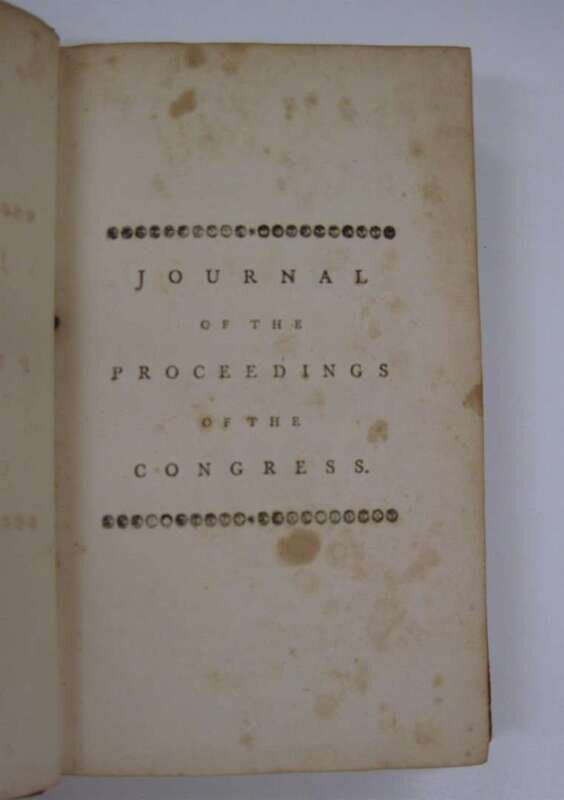 JOURNAL
OF THE
PROCEEDINGS
OF THE
CONGRESS.